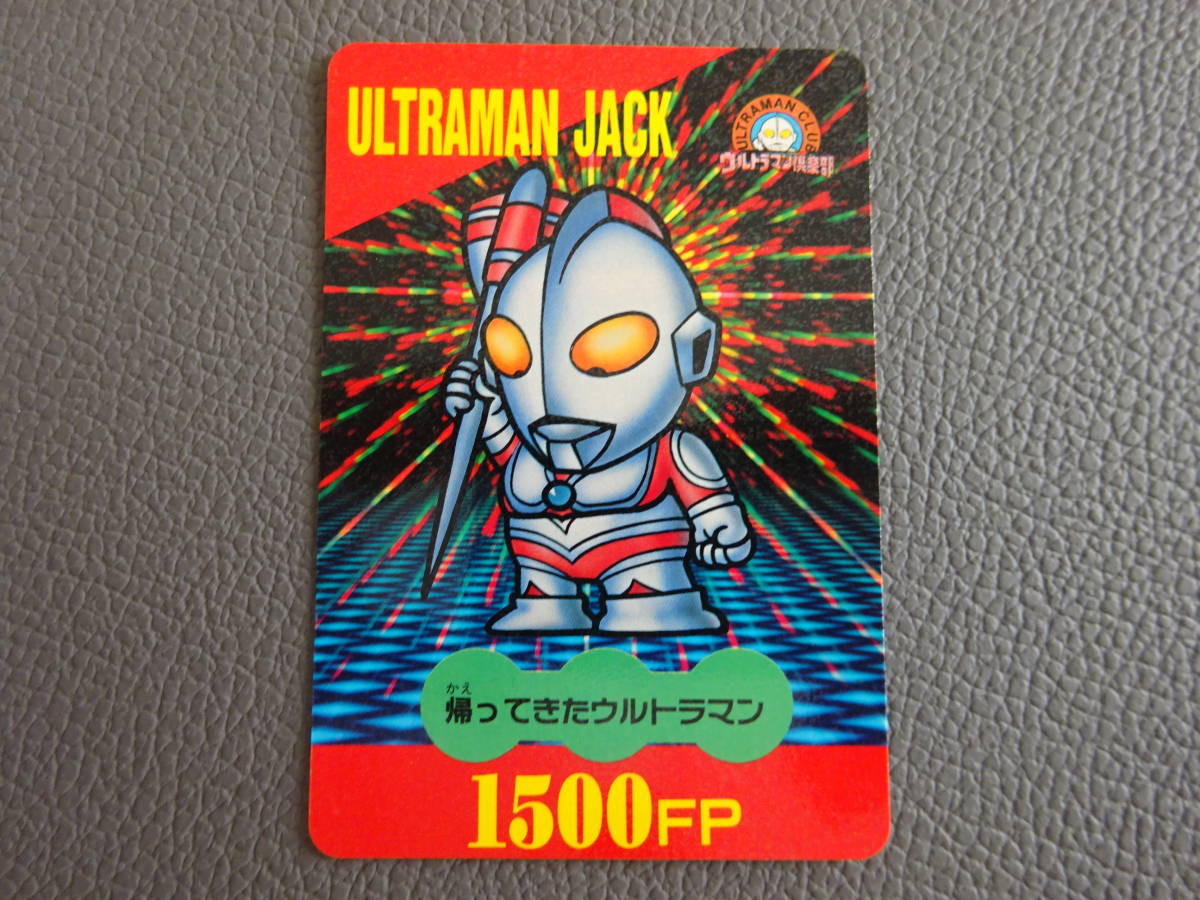 ULTRAMAN JACK
ULTRAMAN CLUB
ウルトラマン倶楽部
かえ
帰ってきたウルトラマン
1500FP